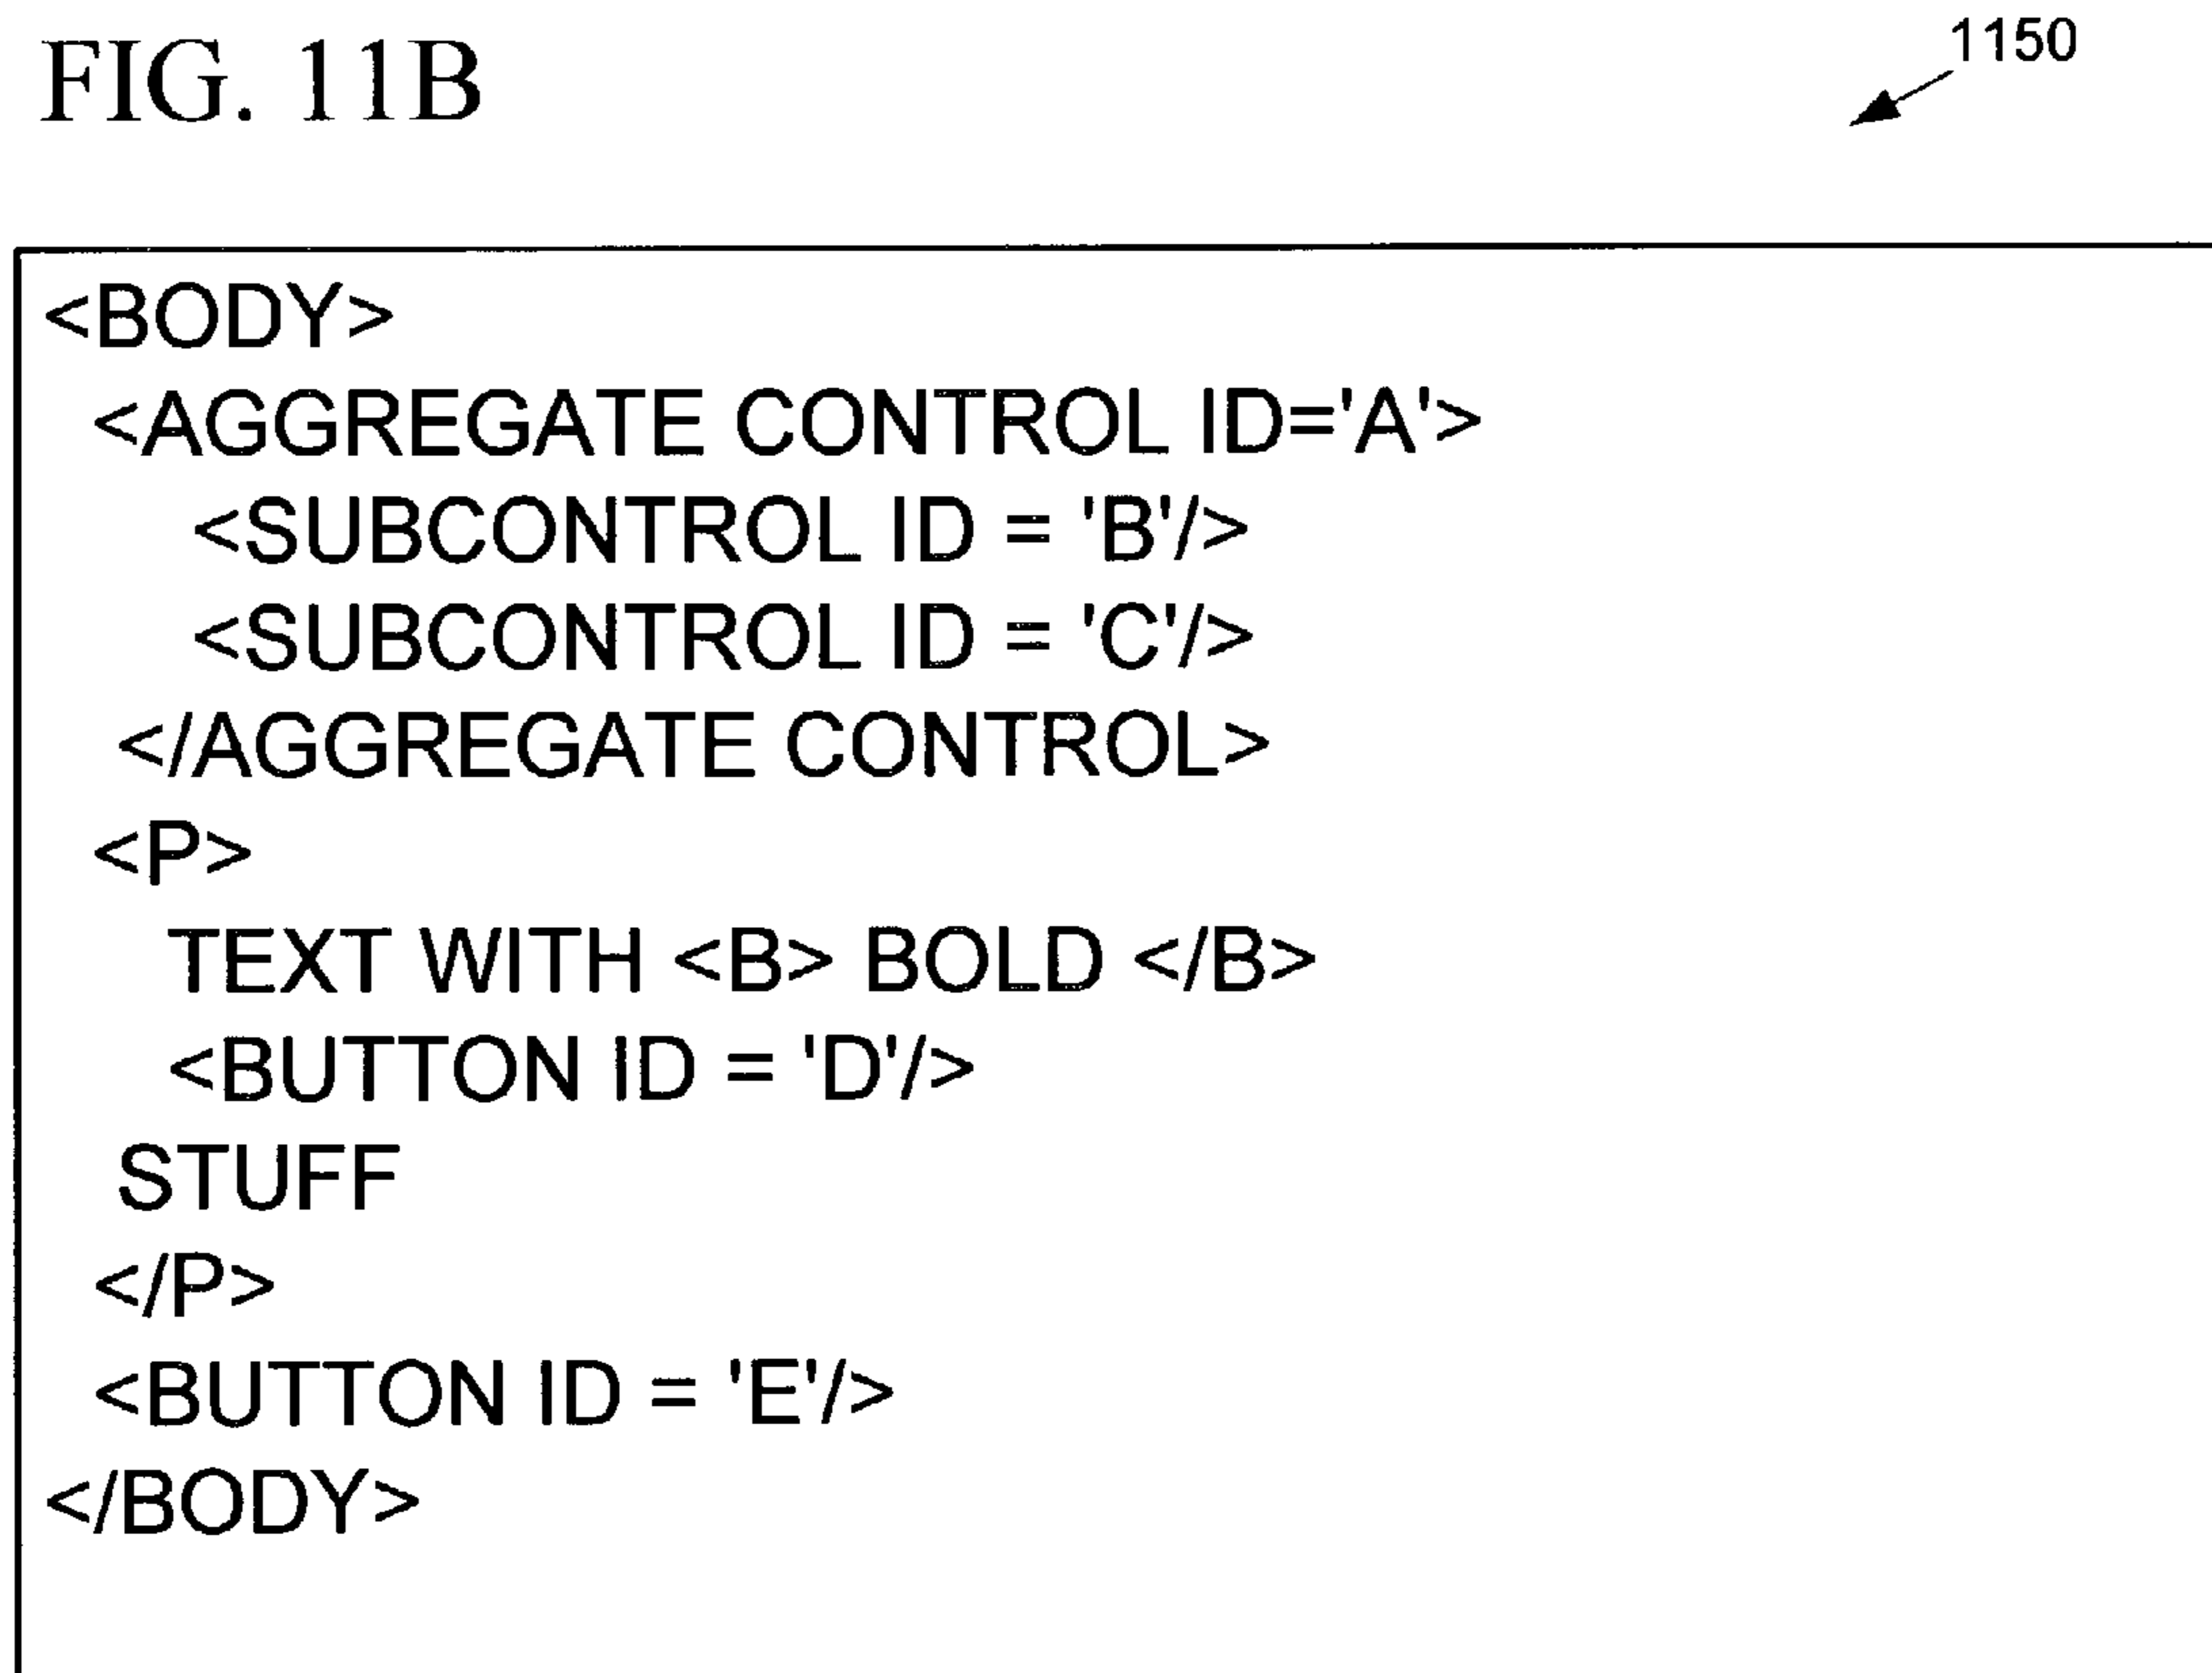 FIG. 11B
1150
<BODY>
<AGGREGATE CONTROL ID='A'>
<SUBCONTROL ID = 'B'/>
<SUBCONTROL ID = 'C'/>
</AGGREGATE CONTROL>
<P>
TEXT WITH <B> BOLD </B>
<BUTTON ID = 'D'/>
STUFF
</P>
<BUTTON ID = 'E'/>
</BODY>